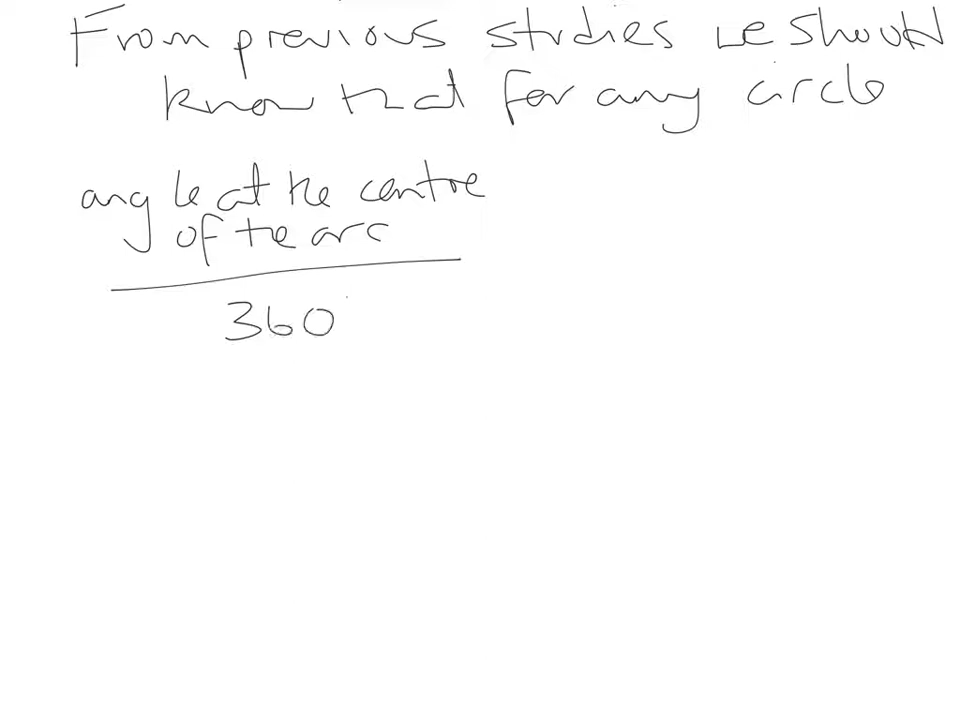 From previous studies we should
know that for any circle
angle at the centre
of the arc
360